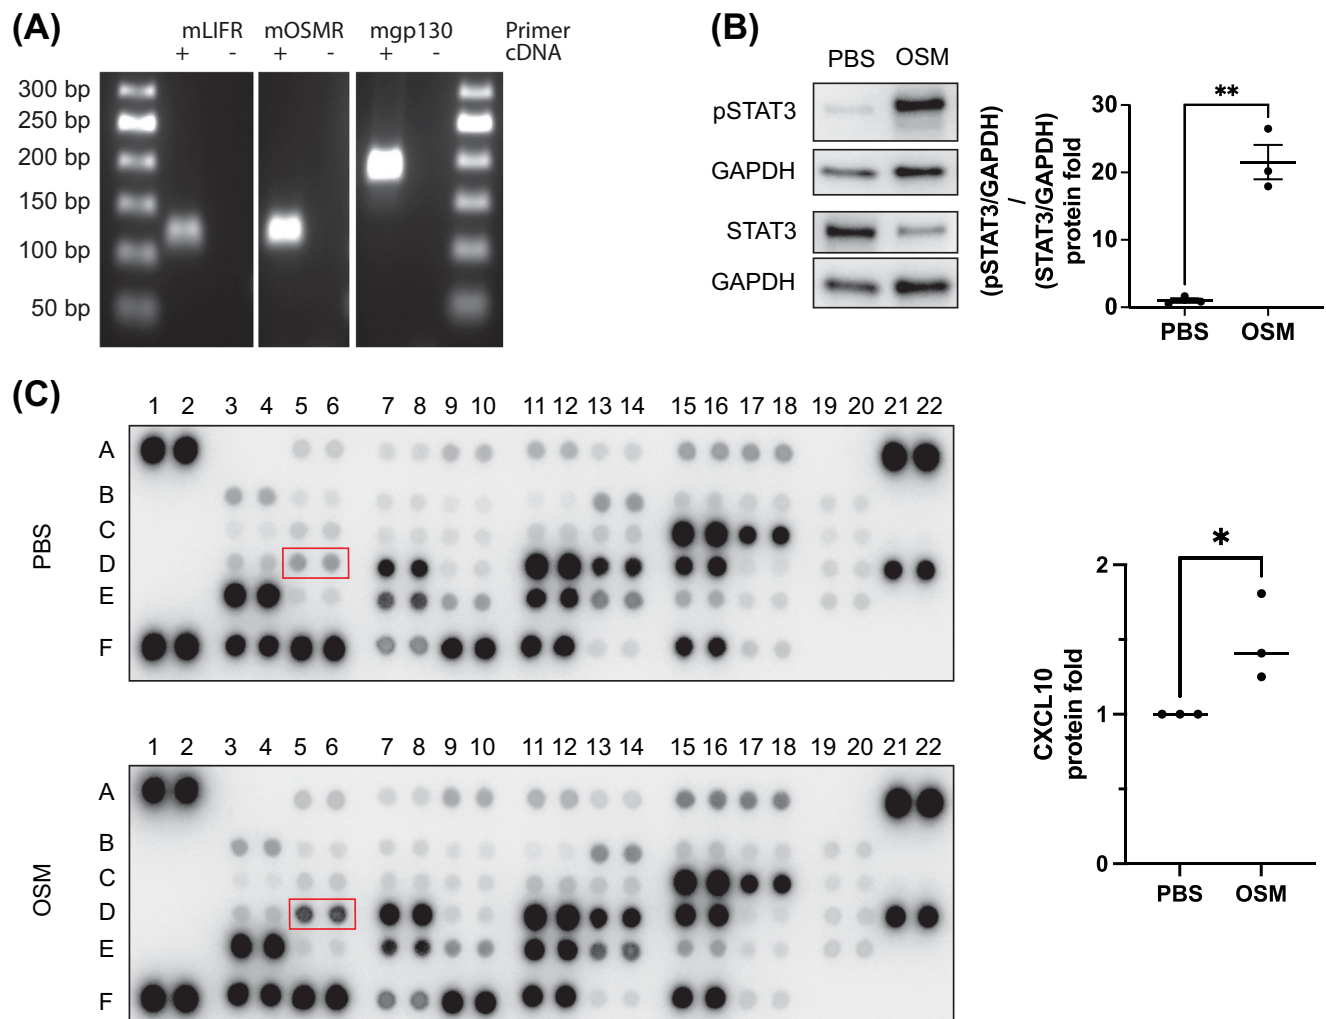 (A)
mLIFR mOSMR mgp130 Primer
+ - + - + - cDNA
300 bp
250 bp
200 bp
150 bp
100 bp
50 bp
(B)
PBS OSM
pSTAT3
GAPDH
STAT3
GAPDH
(pSTAT3/GAPDH)
/
(STAT3/GAPDH)
protein fold
30
20
10
0
**
PBS OSM
(C)
1 2 3 4 5 6 7 8 9 10 11 12 13 14 15 16 17 18 19 20 21 22
PBS
A
B
C
D
E
F
1 2 3 4 5 6 7 8 9 10 11 12 13 14 15 16 17 18 19 20 21 22
OSM
A
B
C
D
E
F
CXCL10
protein fold
2
1
0
*
PBS OSM